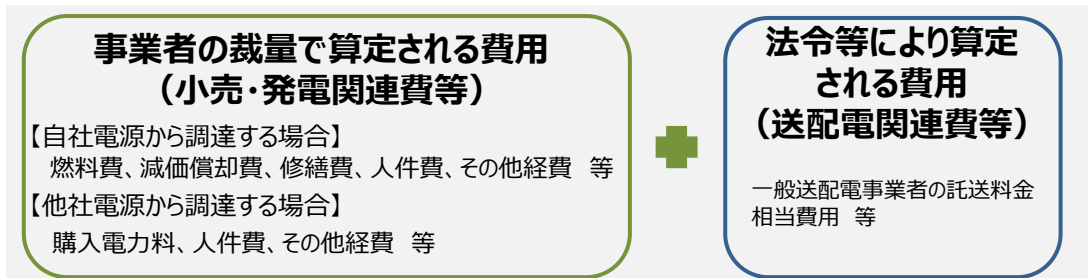 事業者の裁量で算定される費用
（小売・発電関連費等）
【自社電源から調達する場合】
燃料費、減価償却費、修繕費、人件費、その他経費 等
【他社電源から調達する場合】
購入電力料、人件費、その他経費 等
法令等により算定
される費用
（送配電関連費等）
一般送配電事業者の託送料金
相当費用 等